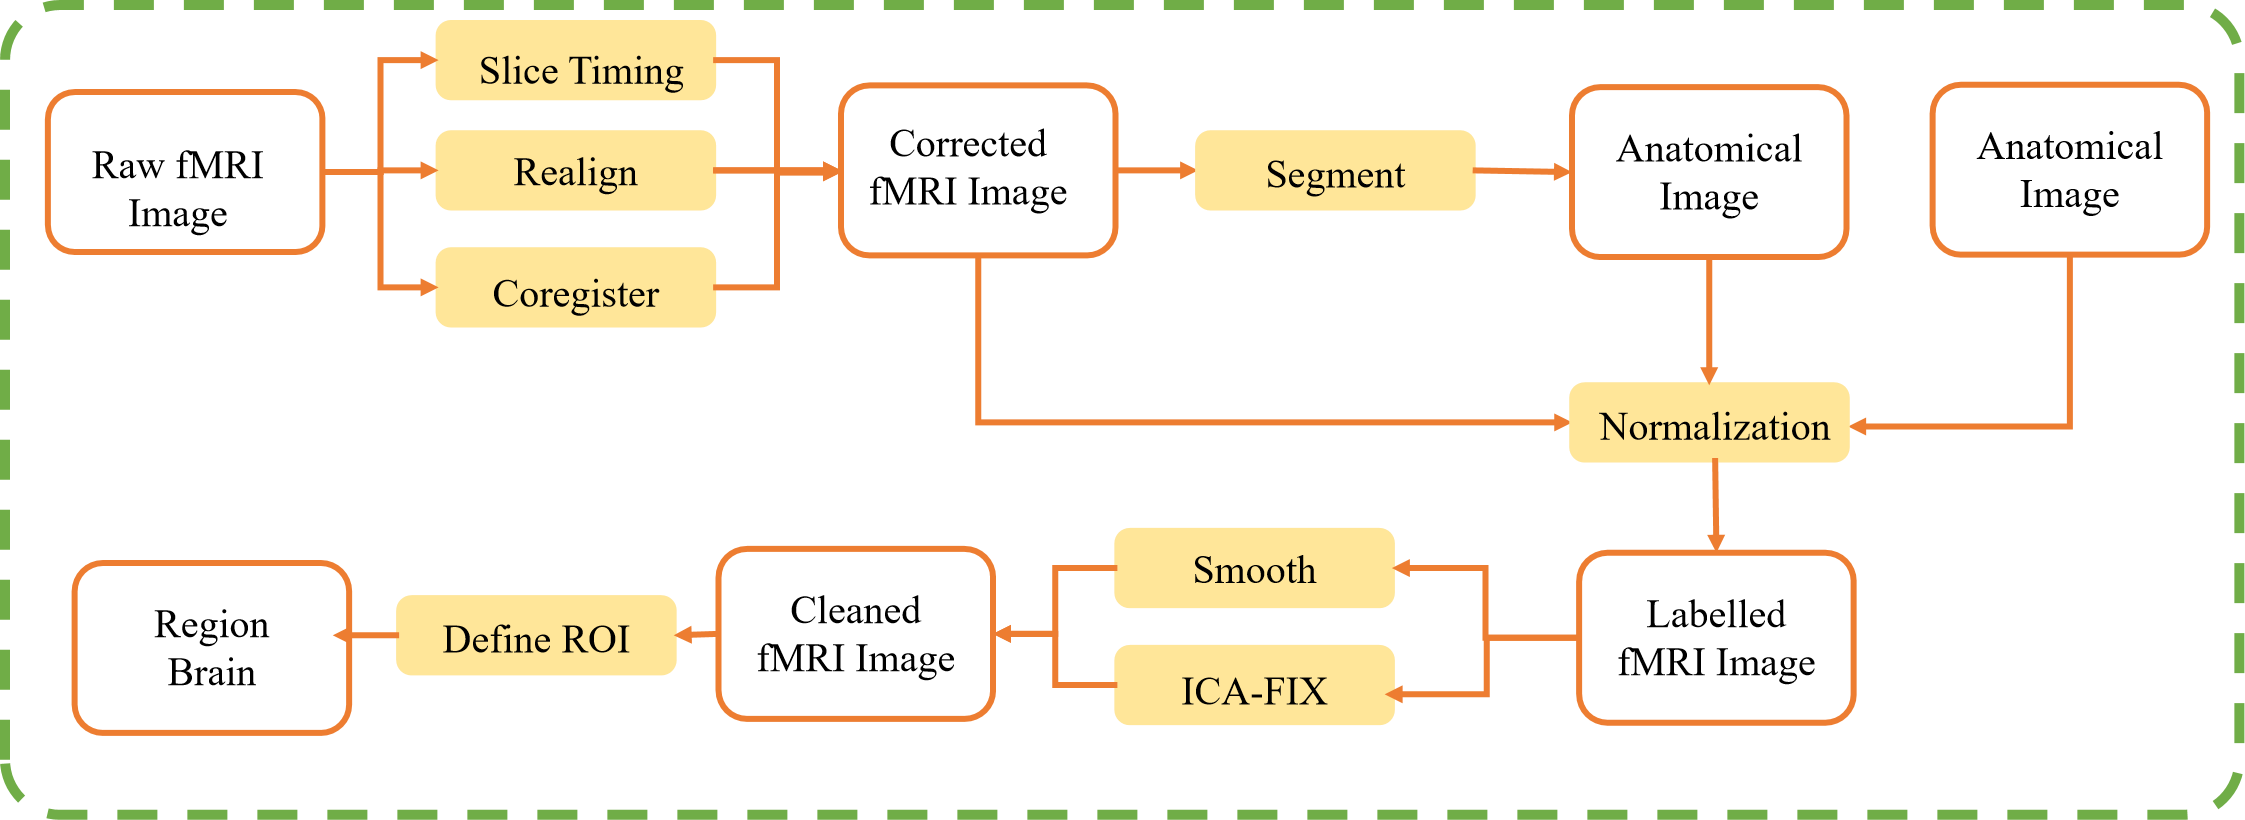 Raw fMRI
Image
Slice Timing
Realign
Coregister
Corrected
fMRI Image
Segment
Anatomical
Image
Anatomical
Image
Normalization
Labelled
fMRI Image
Smooth
ICA-FIX
Cleaned
fMRI Image
Define ROI
Region
Brain